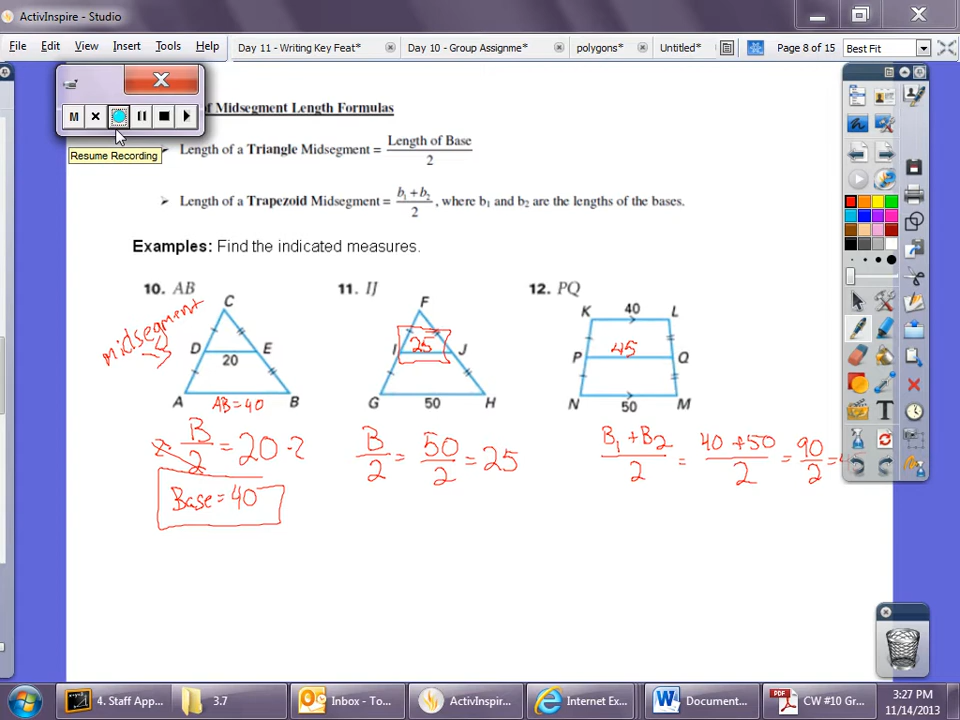 ActivInspire - Studio
File Edit View Insert Tools Help
Day 11 - Writing Key Feat* Day 10 - Group Assignme* polygons* Untitled* Page 8 of 15 Best Fit
M
Resume Recording
of Midsegment Length Formulas
Length of a Triangle Midsegment = Length of Base / 2
Length of a Trapezoid Midsegment = b₁ + b₂ / 2, where b₁ and b₂ are the lengths of the bases.
Examples: Find the indicated measures.
10. AB
midsegment
C
D E
20
A B
AB = 40
2 · B/2 = 20 · 2
Base = 40
11. IJ
F
I 25 J
G 50 H
B/2 = 50/2 = 25
12. PQ
K 40 L
P 45 Q
N 50 M
B₁ + B₂ / 2 = 40 + 50 / 2 = 90/2 =
4. Staff App... 3.7 Inbox - To... ActivInspire... Internet Ex... Document... CW #10 Gr... 3:27 PM
11/14/2013